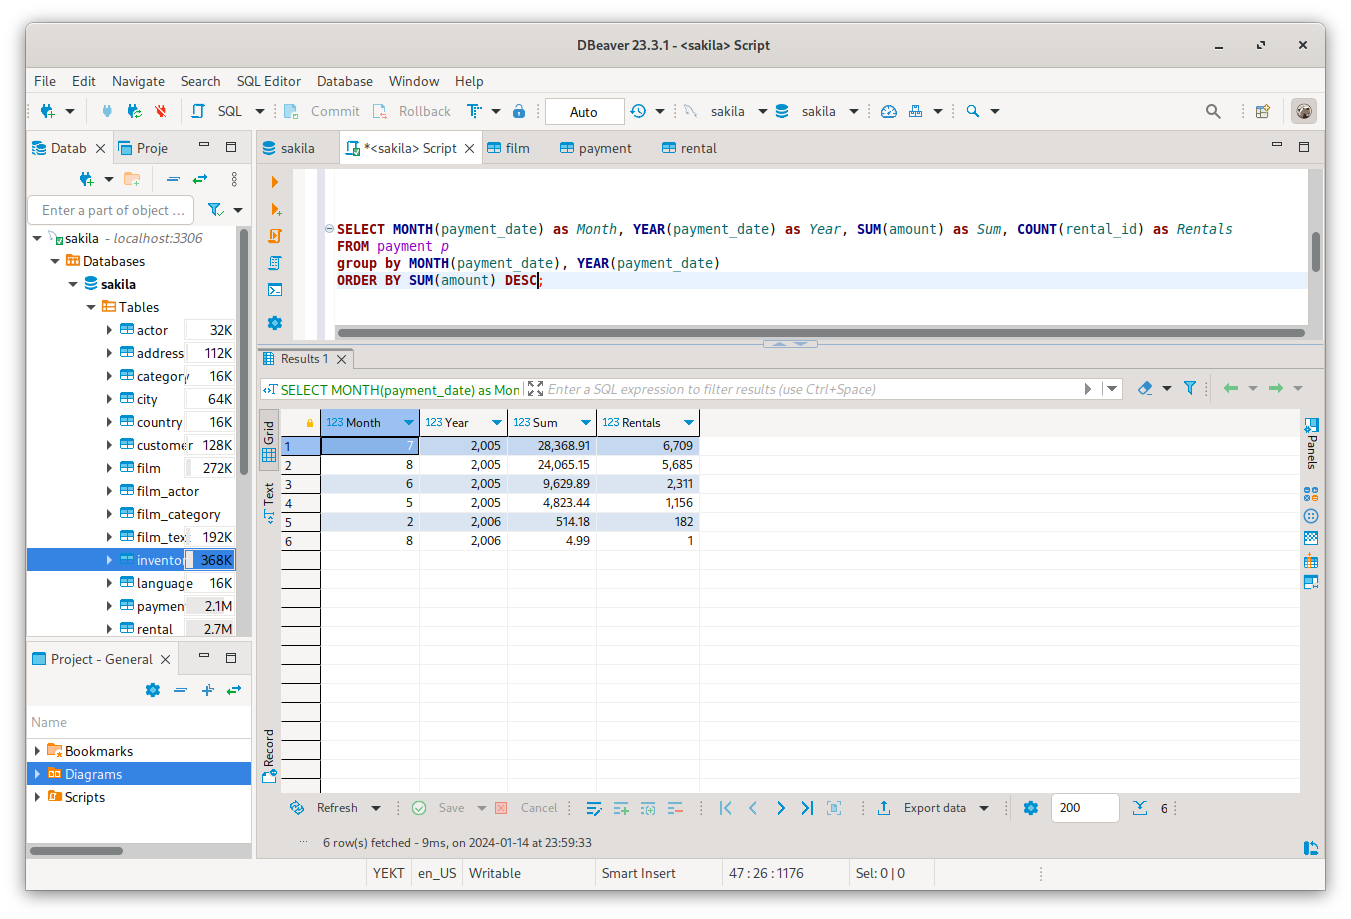 DBeaver 23.3.1 - <sakila> Script
File Edit Navigate Search SQL Editor Database Window Help
SQL Commit Rollback Auto sakila sakila
Datab Proje
sakila *<sakila> Script film payment rental
Enter a part of object ...
sakila - localhost:3306
Databases
sakila
Tables
actor 32K
address 112K
category 16K
city 64K
country 16K
customer 128K
film 272K
film_actor
film_category
film_tex 192K
inventor 368K
language 16K
paymen 2.1M
rental 2.7M
Project - General
Name
Bookmarks
Diagrams
Scripts
SELECT MONTH(payment_date) as Month, YEAR(payment_date) as Year, SUM(amount) as Sum, COUNT(rental_id) as Rentals
FROM payment p
group by MONTH(payment_date), YEAR(payment_date)
ORDER BY SUM(amount) DESC;
Results 1
SELECT MONTH(payment_date) as Mon Enter a SQL expression to filter results (use Ctrl+Space)
Grid
Text
Record
Panels
123 Month 123 Year 123 Sum 123 Rentals
1 7 2,005 28,368.91 6,709
2 8 2,005 24,065.15 5,685
3 6 2,005 9,629.89 2,311
4 5 2,005 4,823.44 1,156
5 2 2,006 514.18 182
6 8 2,006 4.99 1
Refresh Save Cancel Export data 200 6
6 row(s) fetched - 9ms, on 2024-01-14 at 23:59:33
YEKT en_US Writable Smart Insert 47 : 26 : 1176 Sel: 0 | 0